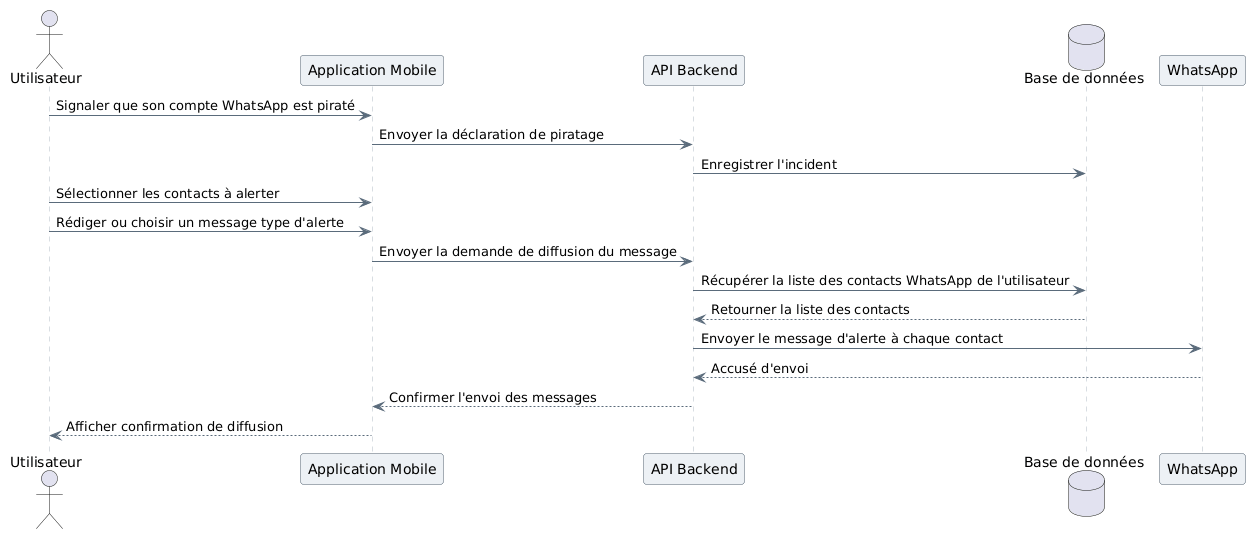 Utilisateur
Application Mobile
API Backend
Base de données
WhatsApp
Signaler que son compte WhatsApp est piraté
Envoyer la déclaration de piratage
Enregistrer l'incident
Sélectionner les contacts à alerter
Rédiger ou choisir un message type d'alerte
Envoyer la demande de diffusion du message
Récupérer la liste des contacts WhatsApp de l'utilisateur
Retourner la liste des contacts
Envoyer le message d'alerte à chaque contact
Accusé d'envoi
Confirmer l'envoi des messages
Afficher confirmation de diffusion
Utilisateur
Application Mobile
API Backend
Base de données
WhatsApp